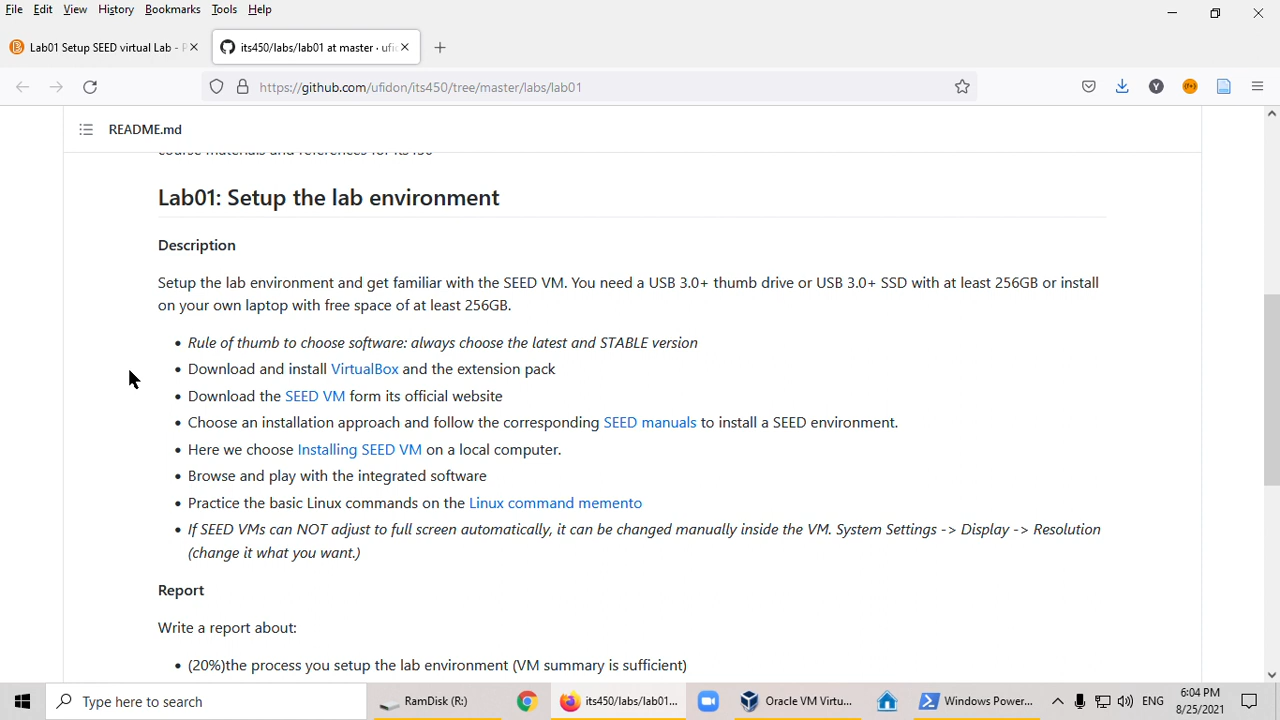 File Edit View History Bookmarks Tools Help
Lab01 Setup SEED virtual Lab - P
its450/labs/lab01 at master · ufid
https://github.com/ufidon/its450/tree/master/labs/lab01
README.md
course materials and references for its450
Lab01: Setup the lab environment
Description
Setup the lab environment and get familiar with the SEED VM. You need a USB 3.0+ thumb drive or USB 3.0+ SSD with at least 256GB or install
on your own laptop with free space of at least 256GB.
• Rule of thumb to choose software: always choose the latest and STABLE version
• Download and install VirtualBox and the extension pack
• Download the SEED VM form its official website
• Choose an installation approach and follow the corresponding SEED manuals to install a SEED environment.
• Here we choose Installing SEED VM on a local computer.
• Browse and play with the integrated software
• Practice the basic Linux commands on the Linux command memento
• If SEED VMs can NOT adjust to full screen automatically, it can be changed manually inside the VM. System Settings -> Display -> Resolution
(change it what you want.)
Report
Write a report about:
• (20%)the process you setup the lab environment (VM summary is sufficient)
Type here to search
RamDisk (R:)
its450/labs/lab01...
Oracle VM Virtu...
Windows Power...
ENG
6:04 PM
8/25/2021